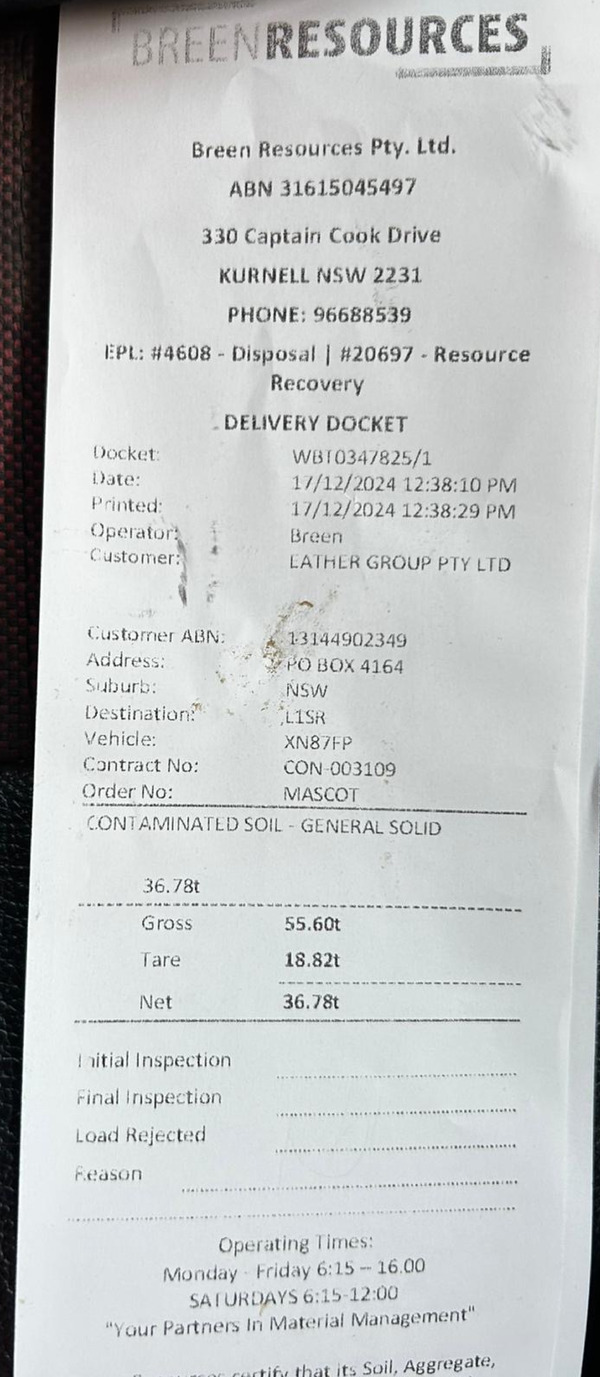 BREENRESOURCES
Breen Resources Pty. Ltd.
ABN 31615045497
330 Captain Cook Drive
KURNELL NSW 2231
PHONE: 96688539
EPL: #4608 - Disposal | #20697 - Resource
Recovery
DELIVERY DOCKET
Docket: WBT0347825/1
Date: 17/12/2024 12:38:10 PM
Printed: 17/12/2024 12:38:29 PM
Operator: Breen
Customer: EATHER GROUP PTY LTD
Customer ABN: 13144902349
Address: PO BOX 4164
Suburb: NSW
Destination: L1SR
Vehicle: XN87FP
Contract No: CON-003109
Order No: MASCOT
CONTAMINATED SOIL - GENERAL SOLID
36.78t
Gross 55.60t
Tare 18.82t
Net 36.78t
Initial Inspection
Final Inspection
Load Rejected
Reason
Operating Times:
Monday - Friday 6:15 – 16.00
SATURDAYS 6:15-12:00
"Your Partners In Material Management"
certify that its Soil, Aggregate,